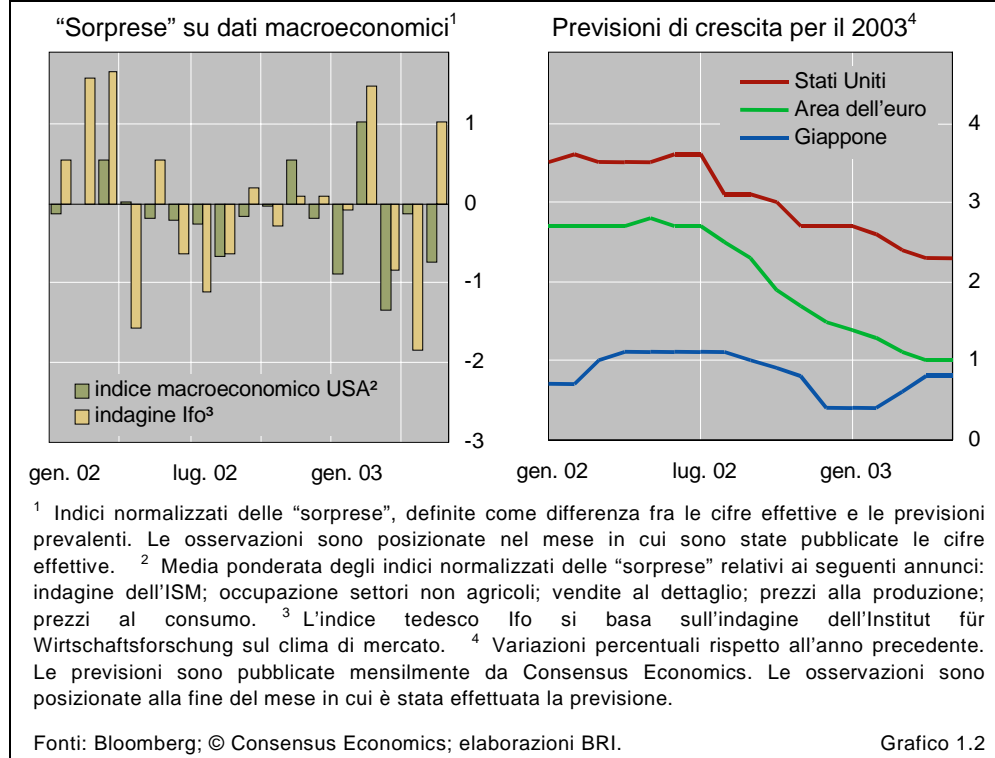 “Sorprese” su dati macroeconomici¹
1
0
-1
-2
-3
indice macroeconomico USA²
indagine Ifo³
gen. 02 lug. 02 gen. 03
Previsioni di crescita per il 2003⁴
Stati Uniti
Area dell’euro
Giappone
4
3
2
1
0
gen. 02 lug. 02 gen. 03
¹ Indici normalizzati delle “sorprese”, definite come differenza fra le cifre effettive e le previsioni
prevalenti. Le osservazioni sono posizionate nel mese in cui sono state pubblicate le cifre
effettive. ² Media ponderata degli indici normalizzati delle “sorprese” relativi ai seguenti annunci:
indagine dell’ISM; occupazione settori non agricoli; vendite al dettaglio; prezzi alla produzione;
prezzi al consumo. ³ L’indice tedesco Ifo si basa sull’indagine dell’Institut für
Wirtschaftsforschung sul clima di mercato. ⁴ Variazioni percentuali rispetto all’anno precedente.
Le previsioni sono pubblicate mensilmente da Consensus Economics. Le osservazioni sono
posizionate alla fine del mese in cui è stata effettuata la previsione.
Fonti: Bloomberg; © Consensus Economics; elaborazioni BRI. Grafico 1.2